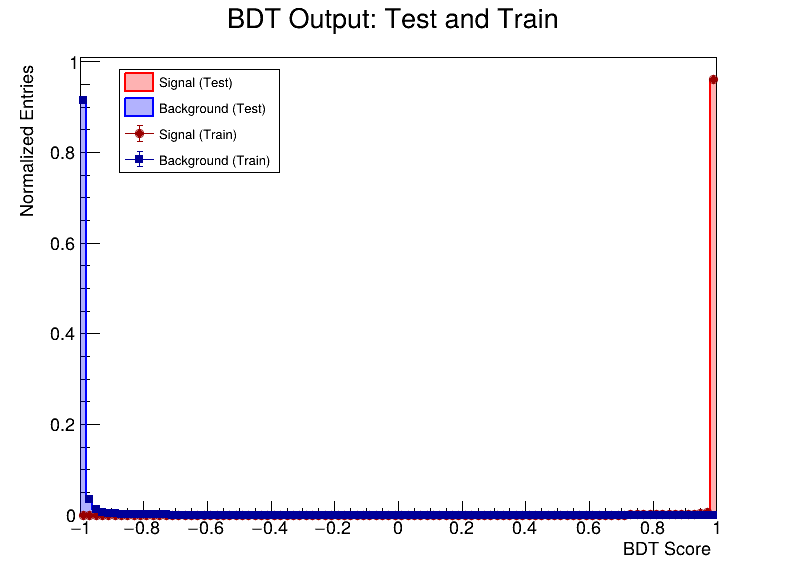 BDT Output: Test and Train
Normalized Entries
1
0.8
0.6
0.4
0.2
0
Signal (Test)
Background (Test)
Signal (Train)
Background (Train)
−1 −0.8 −0.6 −0.4 −0.2 0 0.2 0.4 0.6 0.8 1
BDT Score